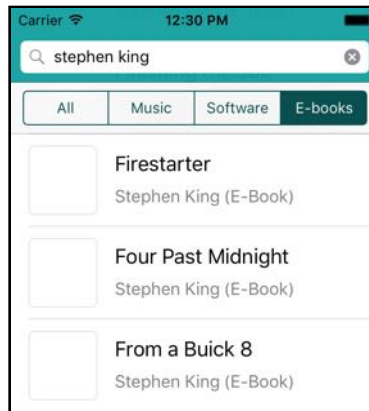 Carrier 12:30 PM
stephen king
All Music Software E-books
Firestarter
Stephen King (E-Book)
Four Past Midnight
Stephen King (E-Book)
From a Buick 8
Stephen King (E-Book)